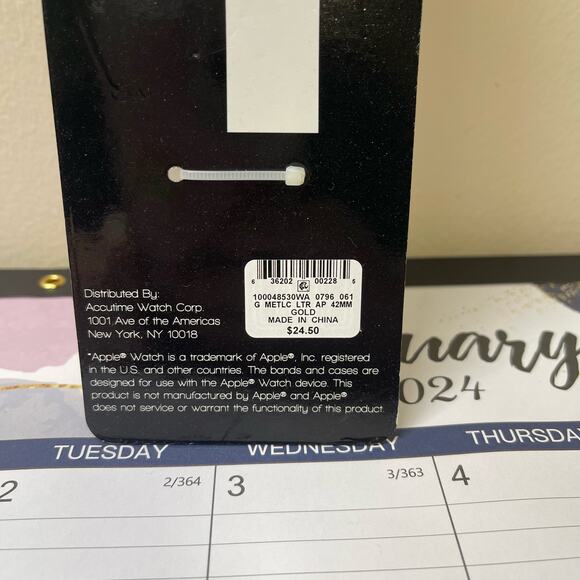 6 36202 00228 5
100048530WA 0796 061
G METLC LTR AP 42MM
GOLD
MADE IN CHINA
$24.50
Distributed By:
Accutime Watch Corp.
1001 Ave of the Americas
New York, NY 10018
*Apple® Watch is a trademark of Apple®, Inc. registered
in the U.S. and other countries. The bands and cases are
designed for use with the Apple® Watch device. This
product is not manufactured by Apple® and Apple®
does not service or warrant the functionality of this product.
uary
2024
TUESDAY WEDNESDAY THURSDA
2 2/364 3 3/363 4